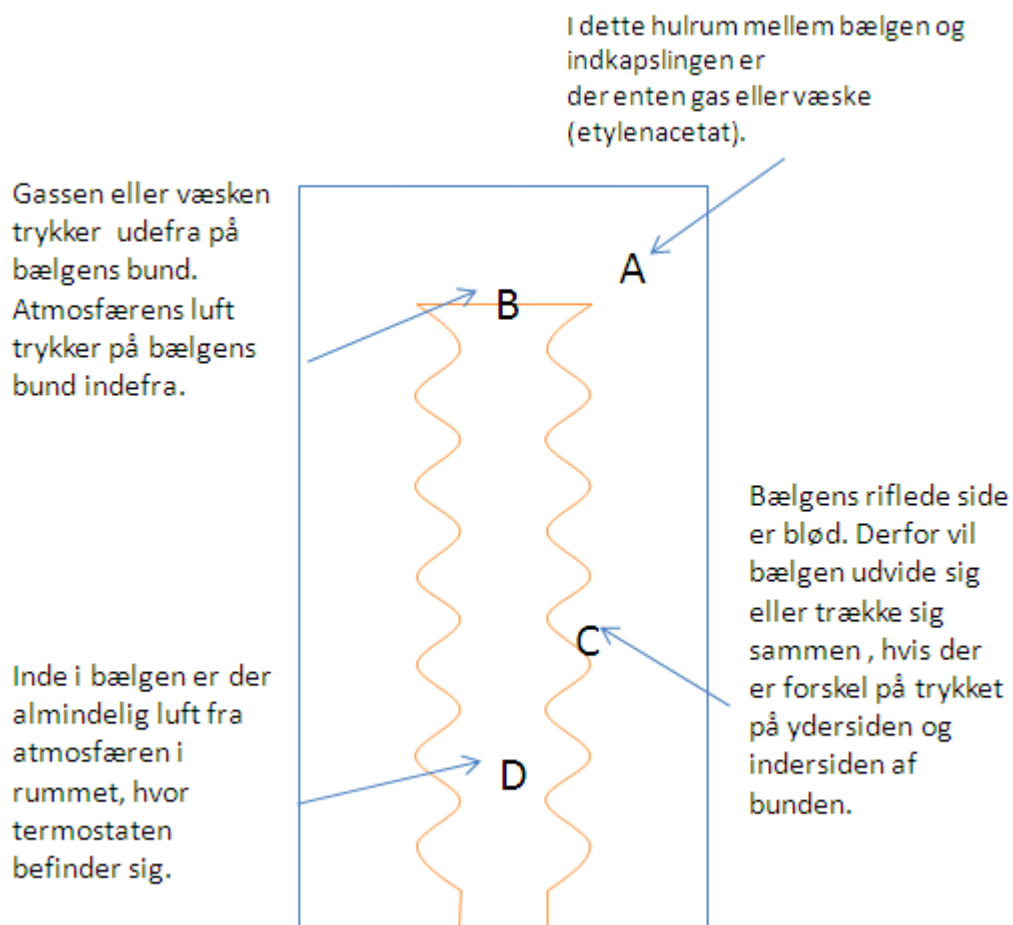 I dette hulrum mellem bælgen og
indkapslingen er
der enten gas eller væske
(etylenacetat).
Gassen eller væsken
trykker udefra på
bælgens bund.
Atmosfærens luft
trykker på bælgens
bund indefra.
A
B
Bælgens riflede side
er blød. Derfor vil
bælgen udvide sig
eller trække sig
sammen , hvis der
er forskel på trykket
på ydersiden og
indersiden af
bunden.
C
Inde i bælgen er der
almindelig luft fra
atmosfæren i
rummet, hvor
termostaten
befinder sig.
D